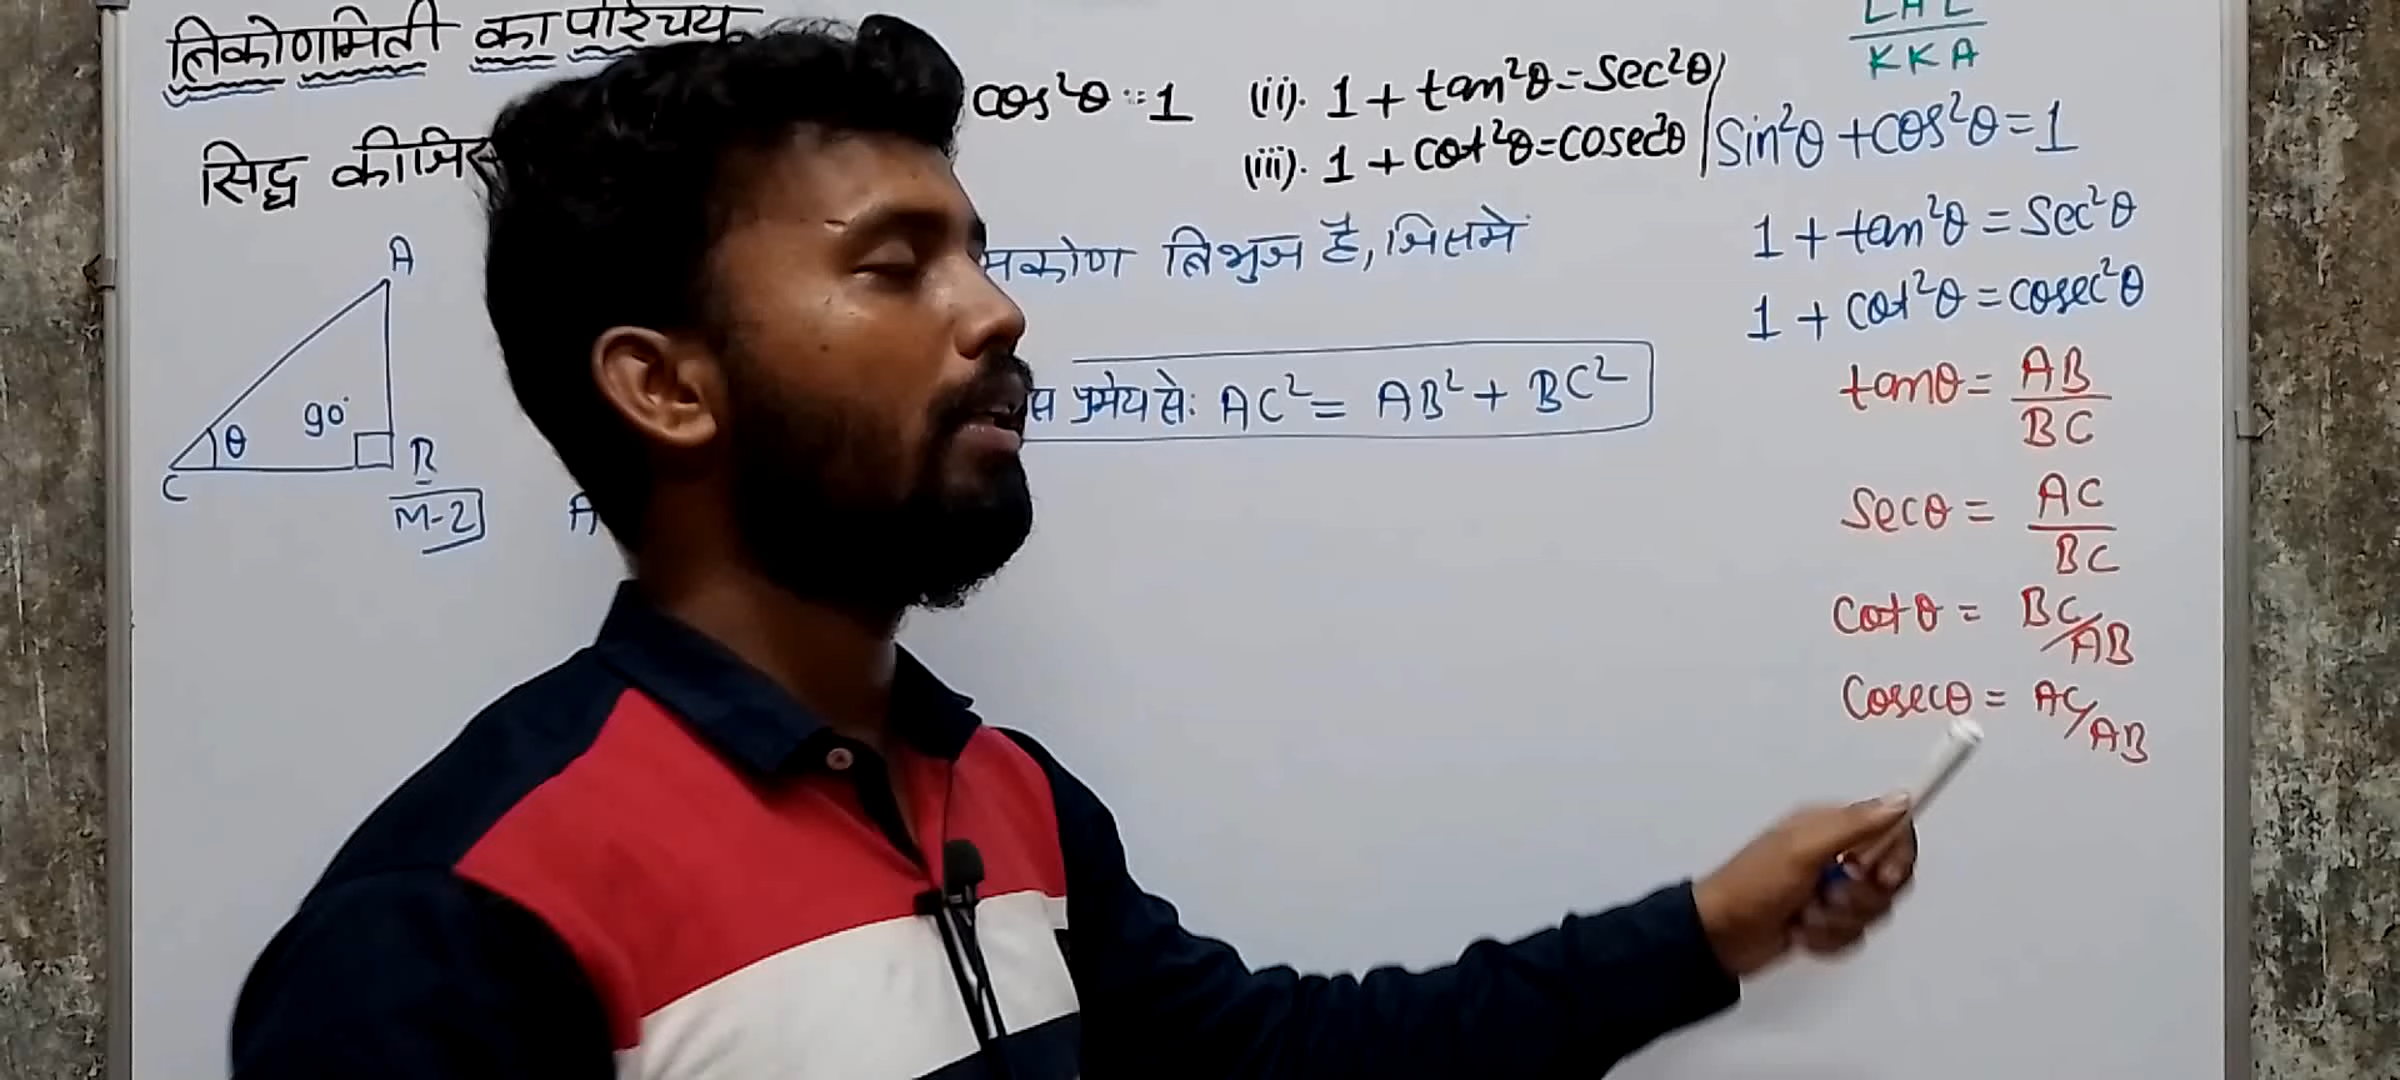 त्रिकोणमिती का परिचय
सिद्ध कीजिए
cos²θ = 1 (ii). 1 + tan²θ = sec²θ
(iii). 1 + cot²θ = cosec²θ
त्रिभुज है, जिसमे
प्रमेय से: AC² = AB² + BC²
A
90°
θ
C
B
M-2
A
LAL
KKA
Sin²θ + cos²θ = 1
1 + tan²θ = Sec²θ
1 + cot²θ = cosec²θ
tanθ = AB/BC
Secθ = AC/BC
Cotθ = BC/AB
Cosecθ = AC/AB